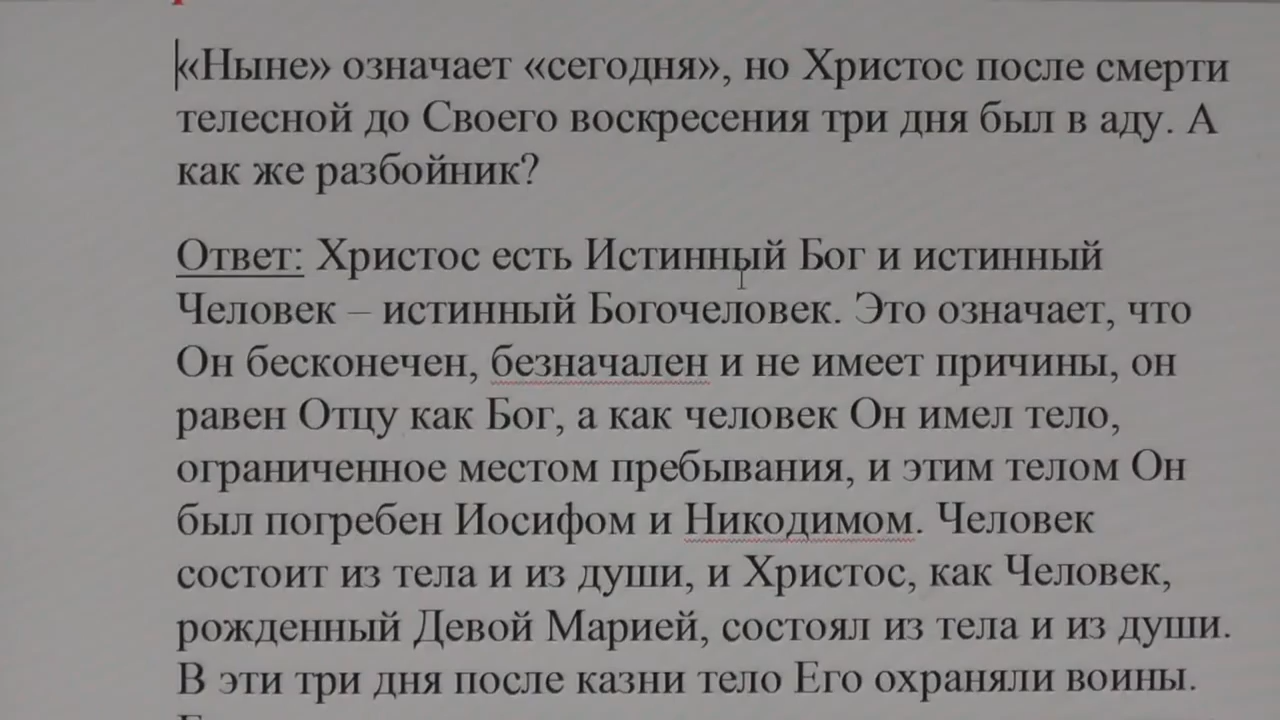 «Ныне» означает «сегодня», но Христос после смерти
телесной до Своего воскресения три дня был в аду. А
как же разбойник?
Ответ: Христос есть Истинный Бог и истинный
Человек – истинный Богочеловек. Это означает, что
Он бесконечен, безначален и не имеет причины, он
равен Отцу как Бог, а как человек Он имел тело,
ограниченное местом пребывания, и этим телом Он
был погребен Иосифом и Никодимом. Человек
состоит из тела и из души, и Христос, как Человек,
рожденный Девой Марией, состоял из тела и из души.
В эти три дня после казни тело Его охраняли воины.